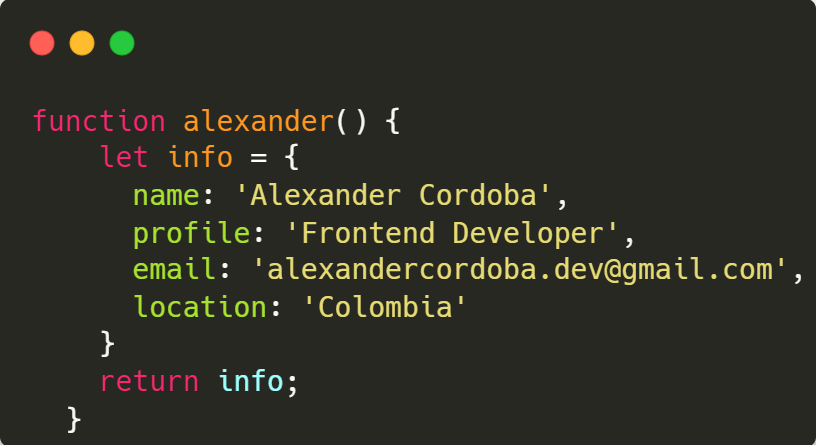 function alexander() {
    let info = {
      name: 'Alexander Cordoba',
      profile: 'Frontend Developer',
      email: 'alexandercordoba.dev@gmail.com',
      location: 'Colombia'
    }
    return info;
  }